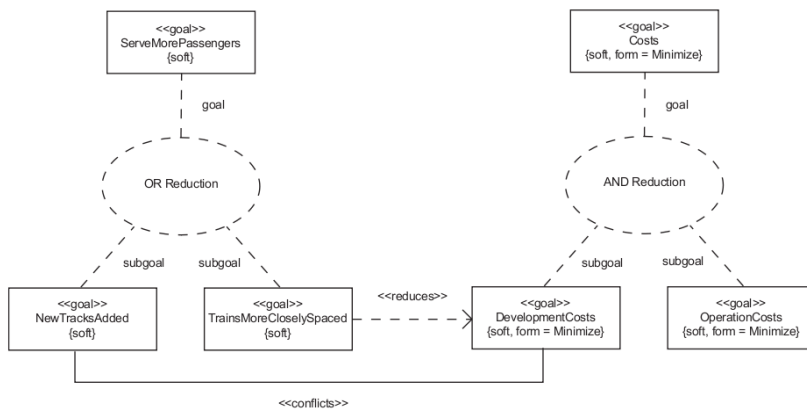 <<goal>>
ServeMorePassengers
{soft}
<<goal>>
Costs
{soft, form = Minimize}
goal
goal
OR Reduction
AND Reduction
subgoal
subgoal
subgoal
subgoal
<<goal>>
NewTracksAdded
{soft}
<<goal>>
TrainsMoreCloselySpaced
{soft}
<<reduces>>
<<goal>>
DevelopmentCosts
{soft, form = Minimize}
<<goal>>
OperationCosts
{soft, form = Minimize}
<<conflicts>>